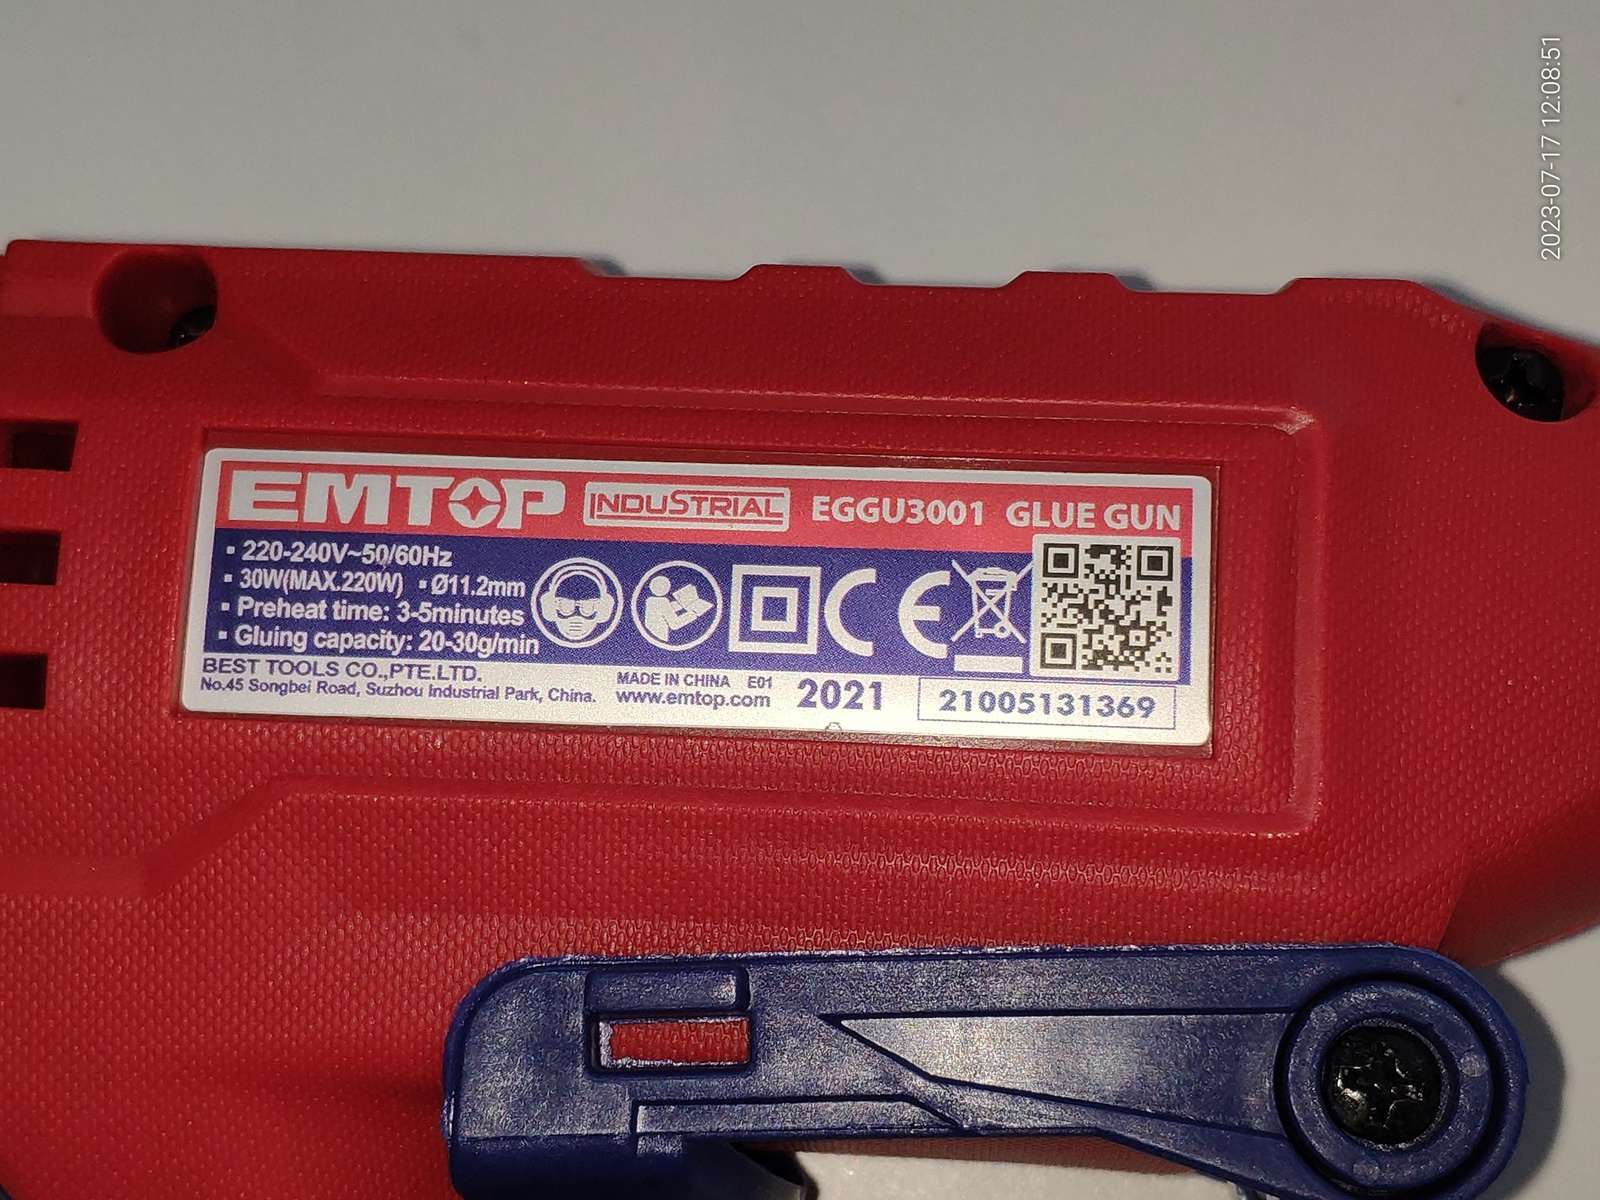 2023-07-17 12:08:51
EMTOP INDUSTRIAL EGGU3001 GLUE GUN
▪ 220-240V~50/60Hz
▪ 30W(MAX.220W) ▪ Ø11.2mm
▪ Preheat time: 3-5minutes
▪ Gluing capacity: 20-30g/min
CE
BEST TOOLS CO.,PTE.LTD.
No.45 Songbei Road, Suzhou Industrial Park, China.
MADE IN CHINA E01
www.emtop.com
2021
21005131369